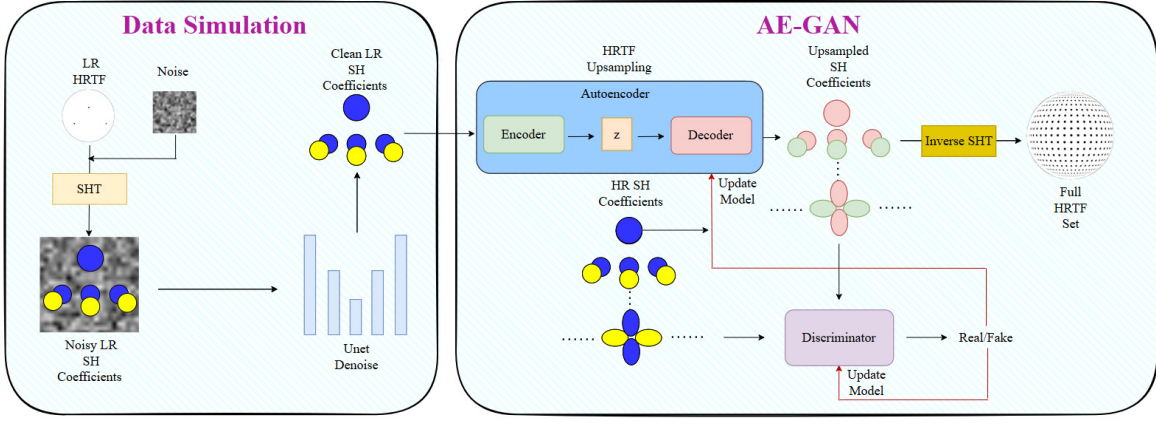 Data Simulation
LR
HRTF
Noise
SHT
Noisy LR
SH
Coefficients
Clean LR
SH
Coefficients
Unet
Denoise
AE-GAN
HRTF
Upsampling
Autoencoder
Encoder
z
Decoder
Upsampled
SH
Coefficients
Inverse SHT
Full
HRTF
Set
HR SH
Coefficients
Update
Model
Discriminator
Real/Fake
Update
Model